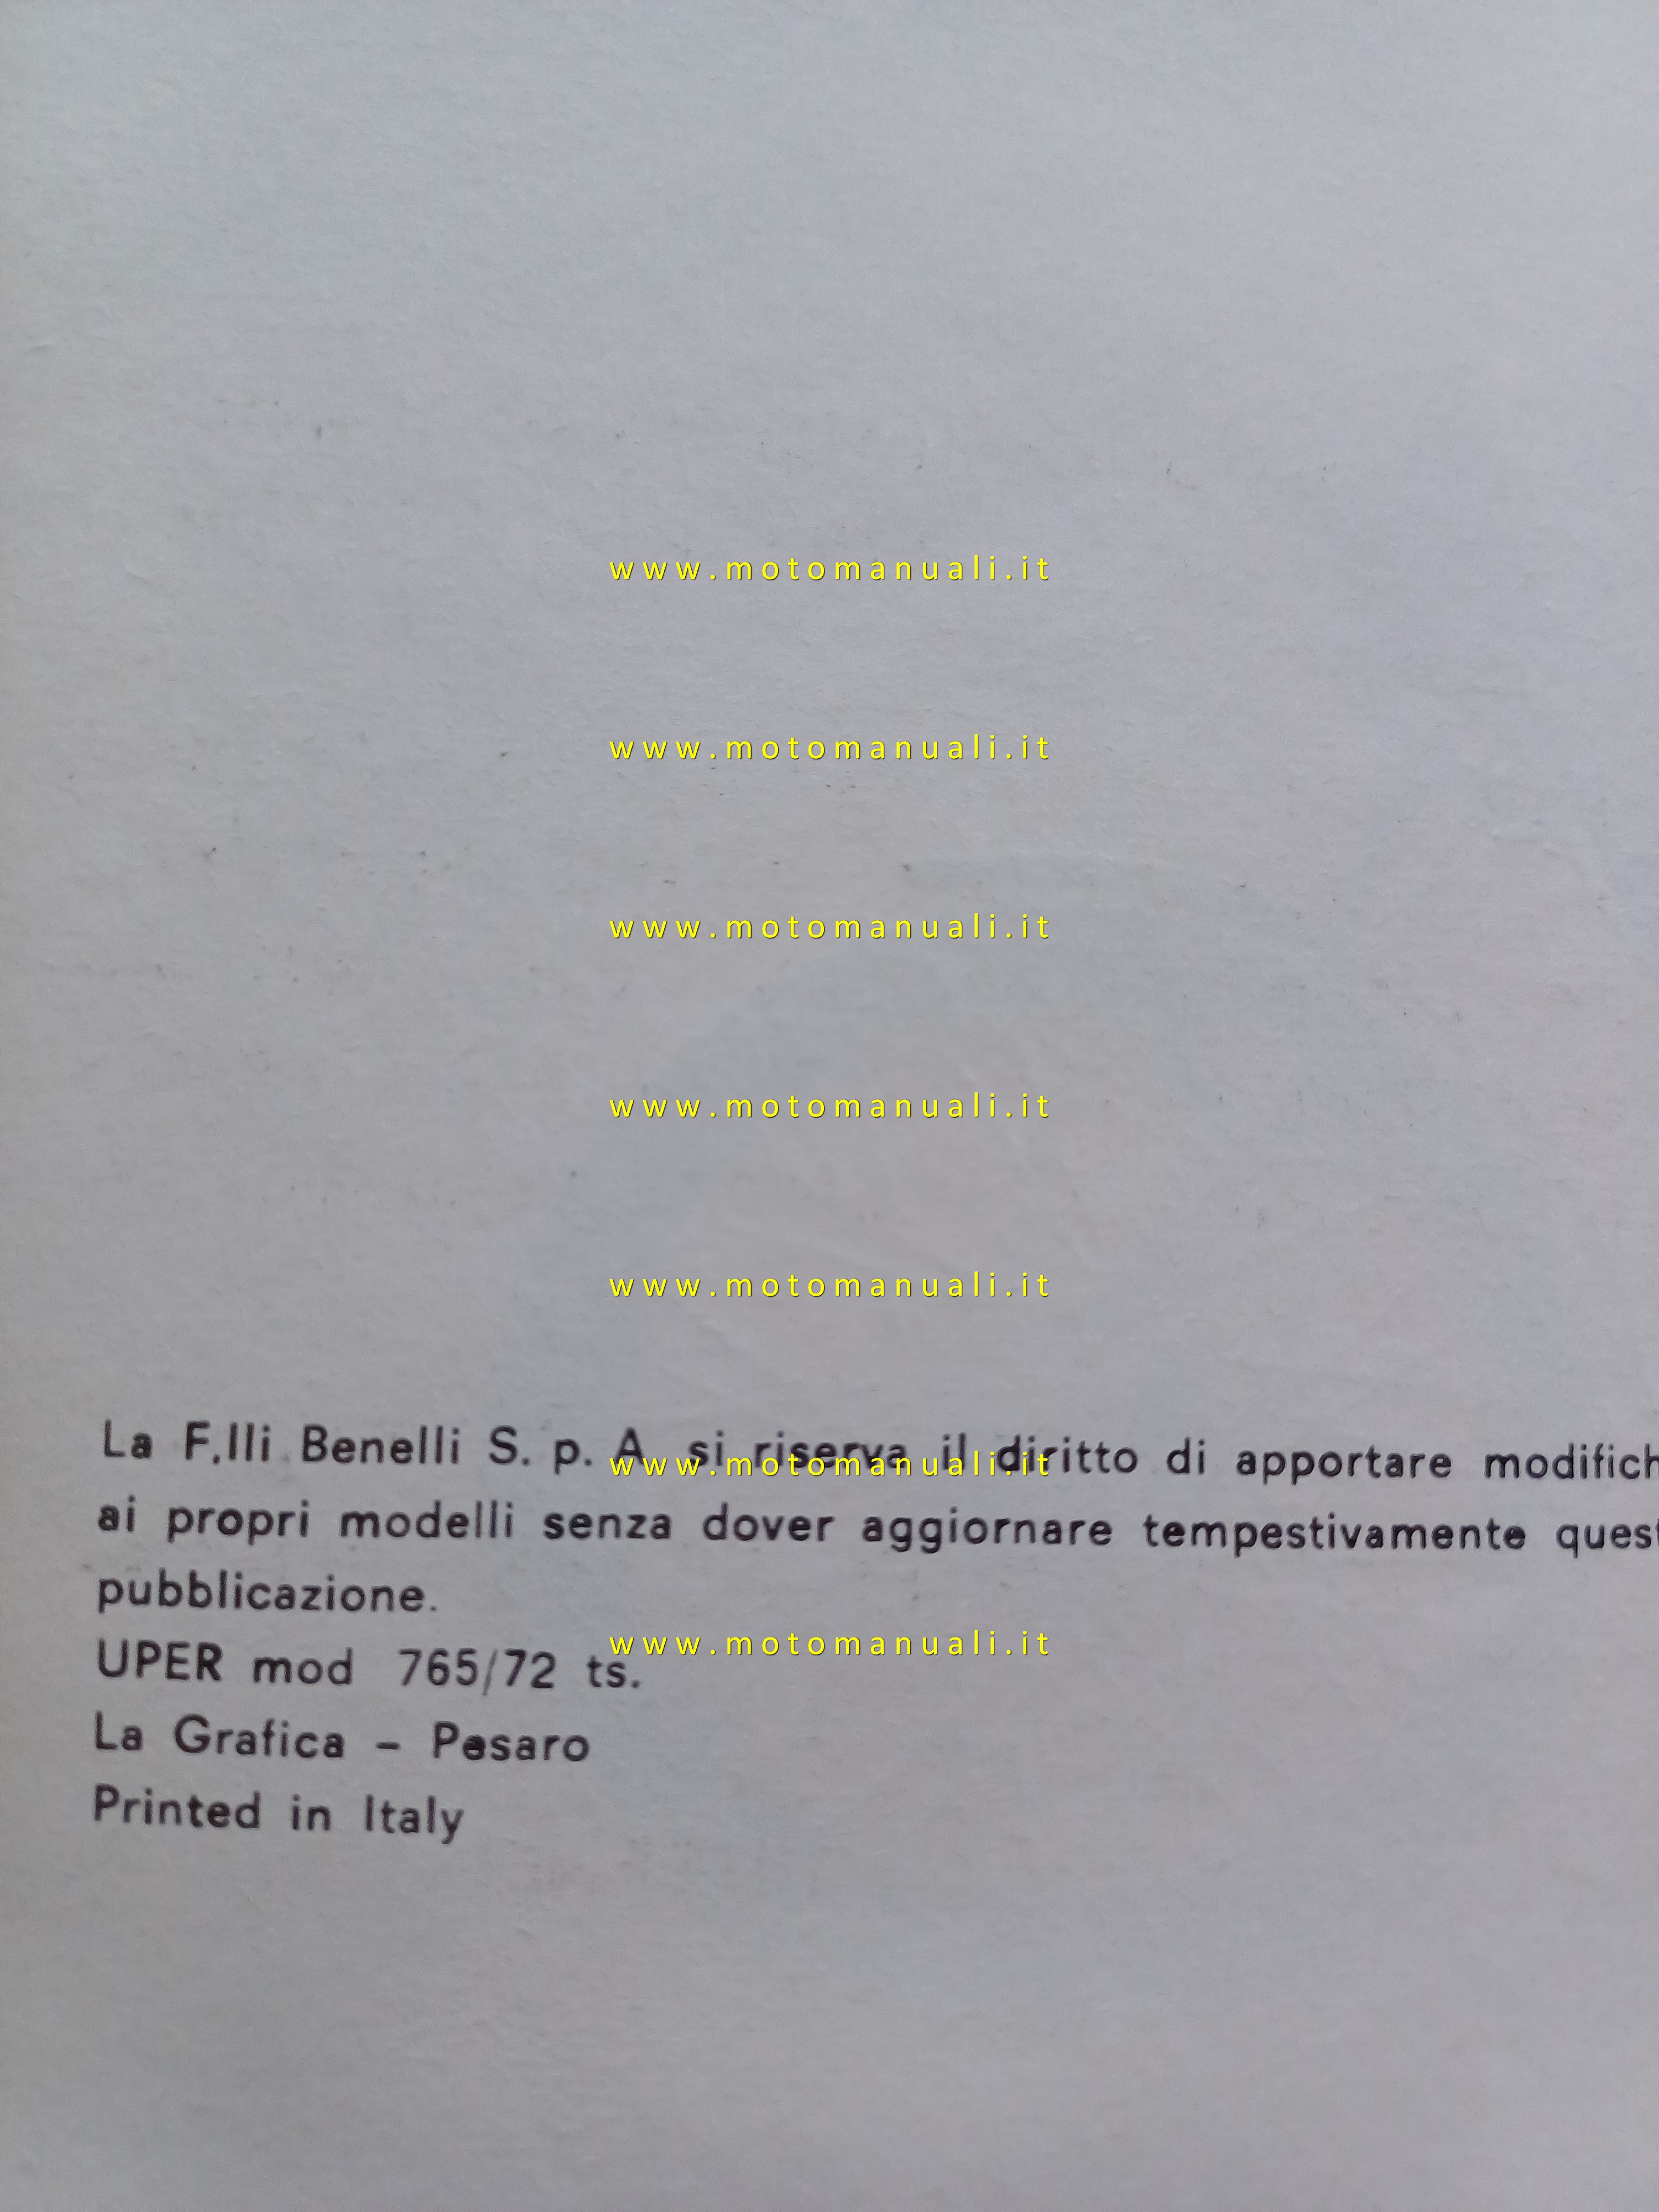 www.motomanuali.it
www.motomanuali.it
www.motomanuali.it
www.motomanuali.it
www.motomanuali.it
La F.lli Benelli S. p. A. si riserva il diritto di apportare modifich
www.motomanuali.it
ai propri modelli senza dover aggiornare tempestivamente quest
pubblicazione.
www.motomanuali.it
UPER mod 765/72 ts.
La Grafica – Pesaro
Printed in Italy